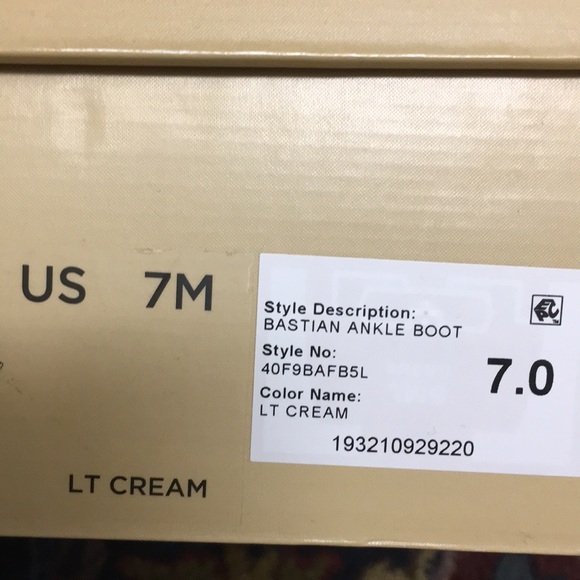 US 7M
Style Description:
BASTIAN ANKLE BOOT
Style No:
40F9BAFB5L
7.0
Color Name:
LT CREAM
193210929220
LT CREAM